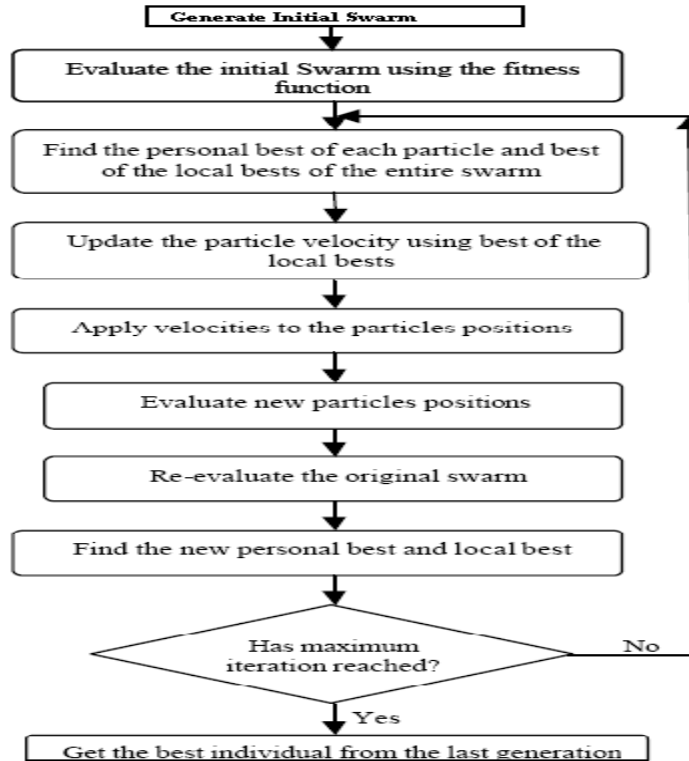 Generate Initial Swarm
Evaluate the initial Swarm using the fitness
function
Find the personal best of each particle and best
of the local bests of the entire swarm
Update the particle velocity using best of the
local bests
Apply velocities to the particles positions
Evaluate new particles positions
Re-evaluate the original swarm
Find the new personal best and local best
Has maximum
iteration reached?
No
Yes
Get the best individual from the last generation